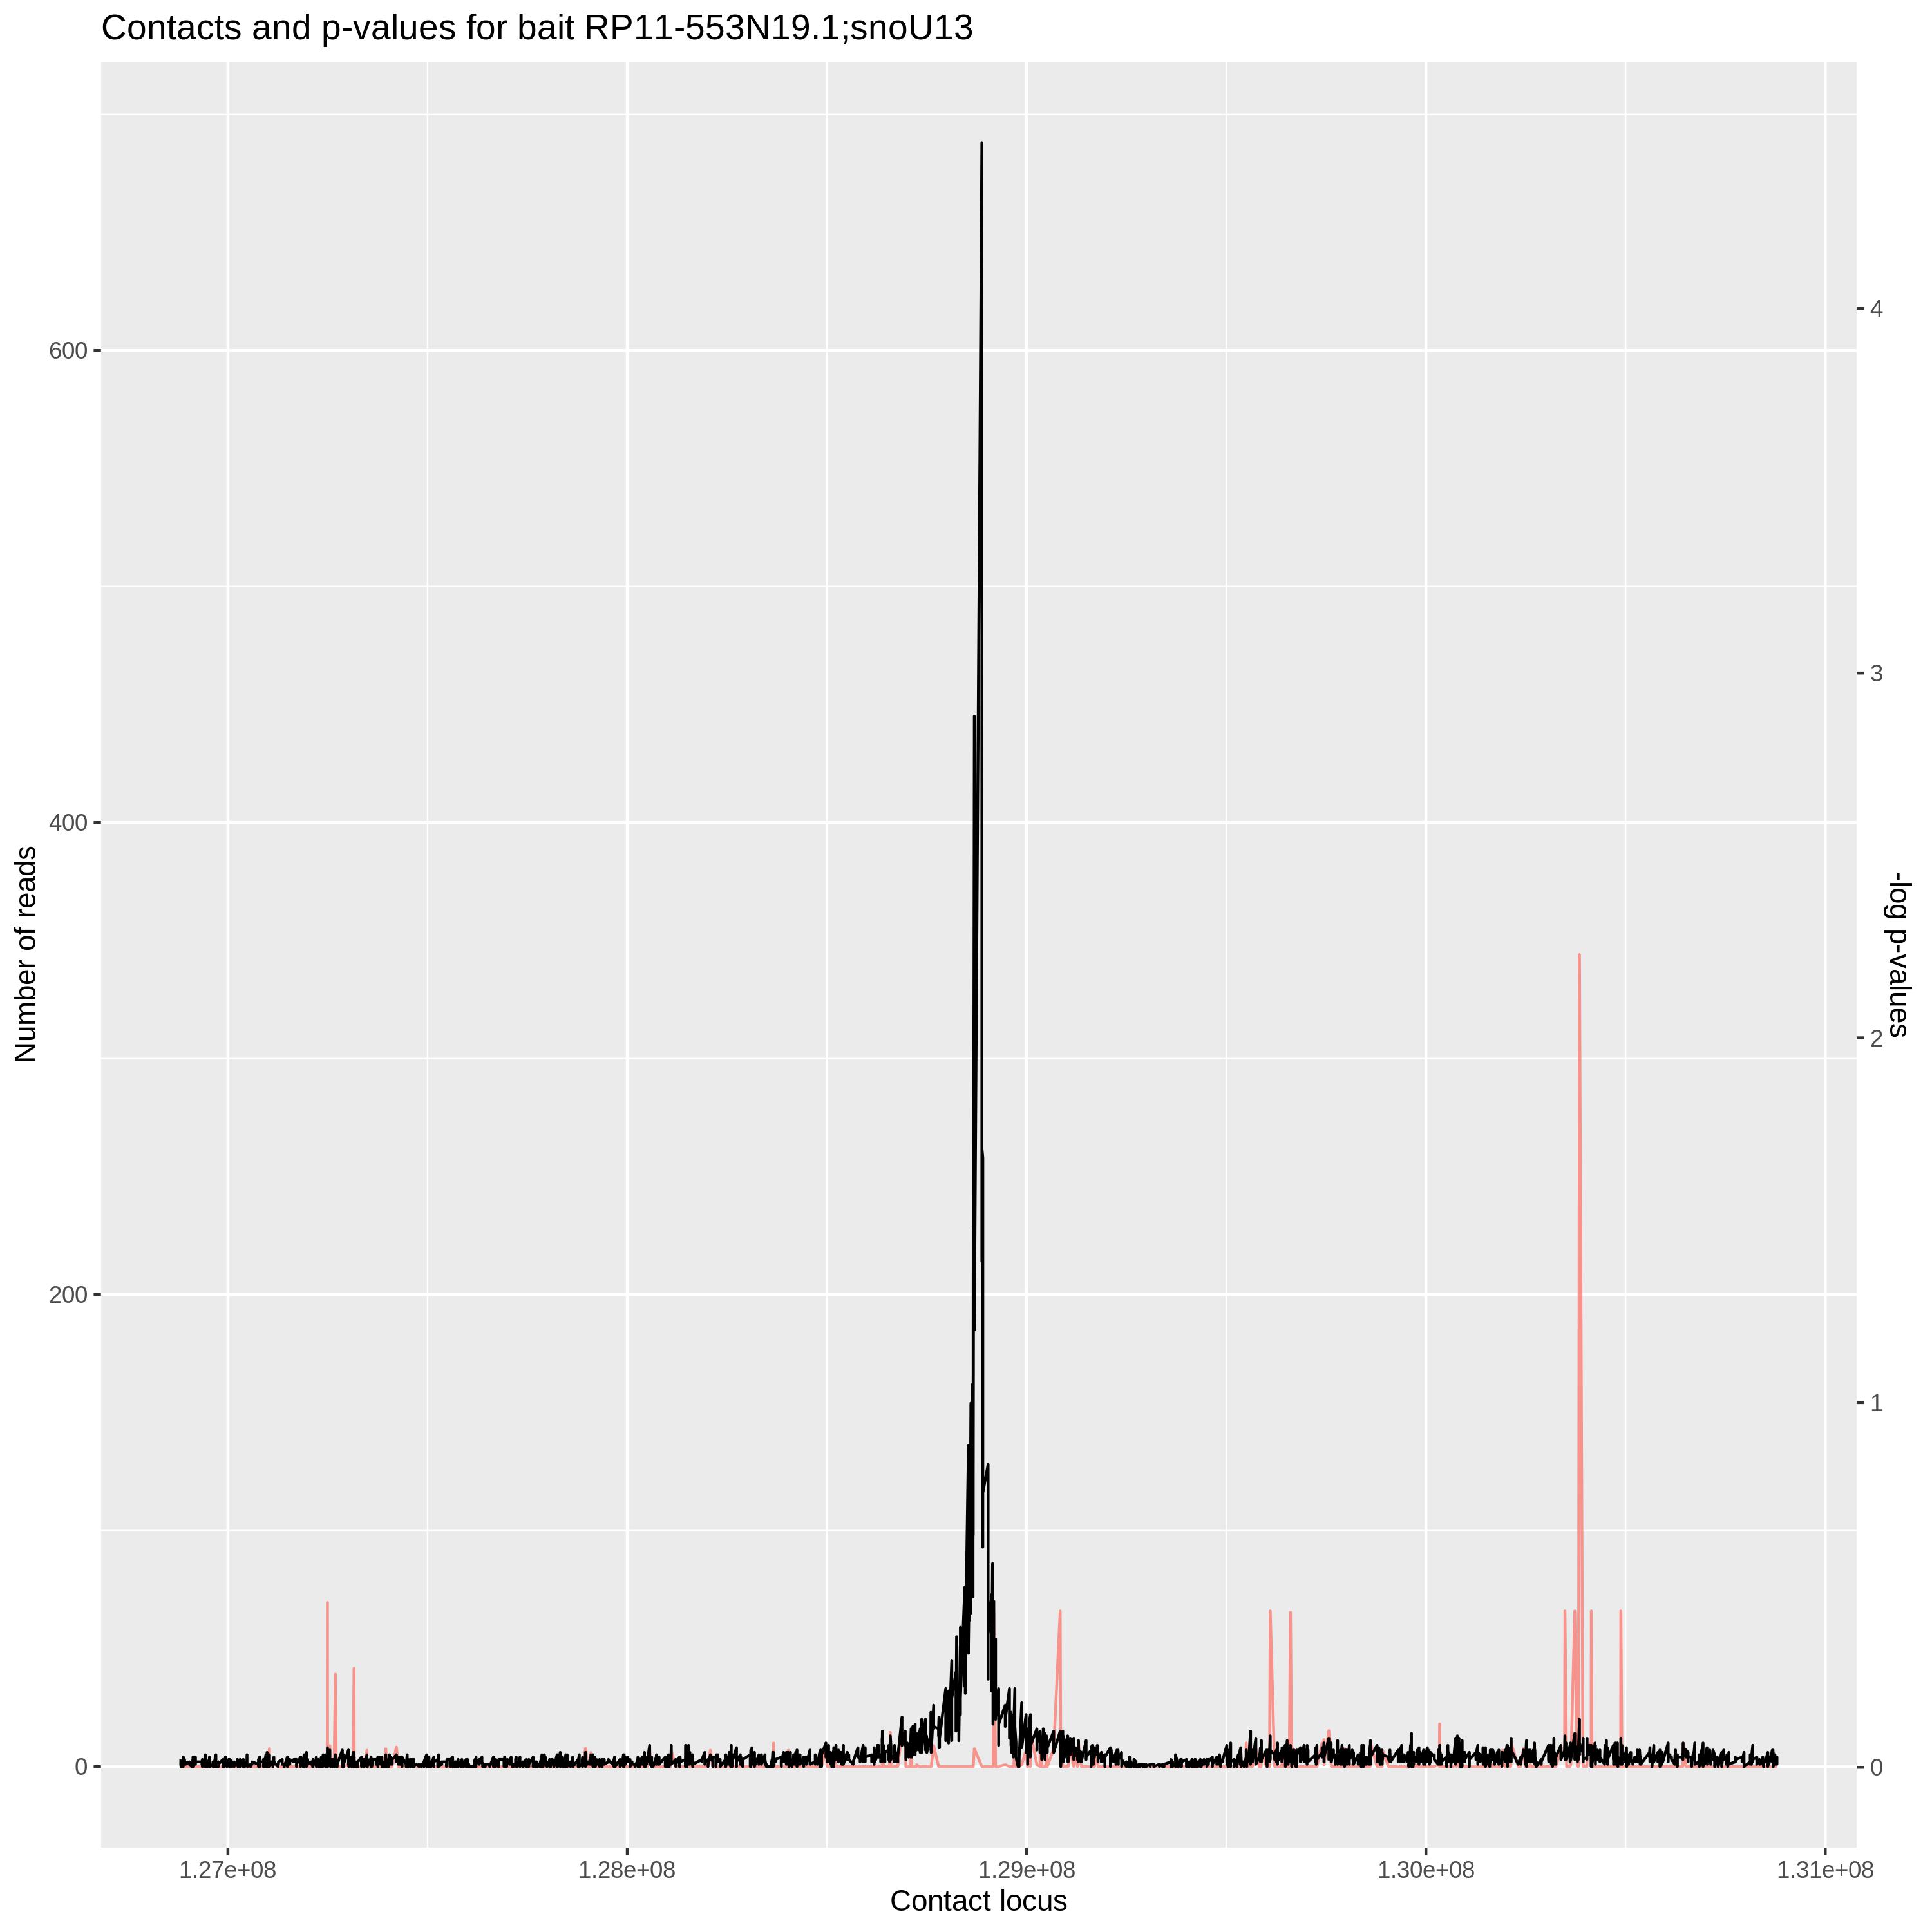 Contacts and p-values for bait RP11-553N19.1;snoU13
Number of reads
600
400
200
0
4
3
2
1
0
-log p-values
1.27e+08
1.28e+08
1.29e+08
1.30e+08
1.31e+08
Contact locus